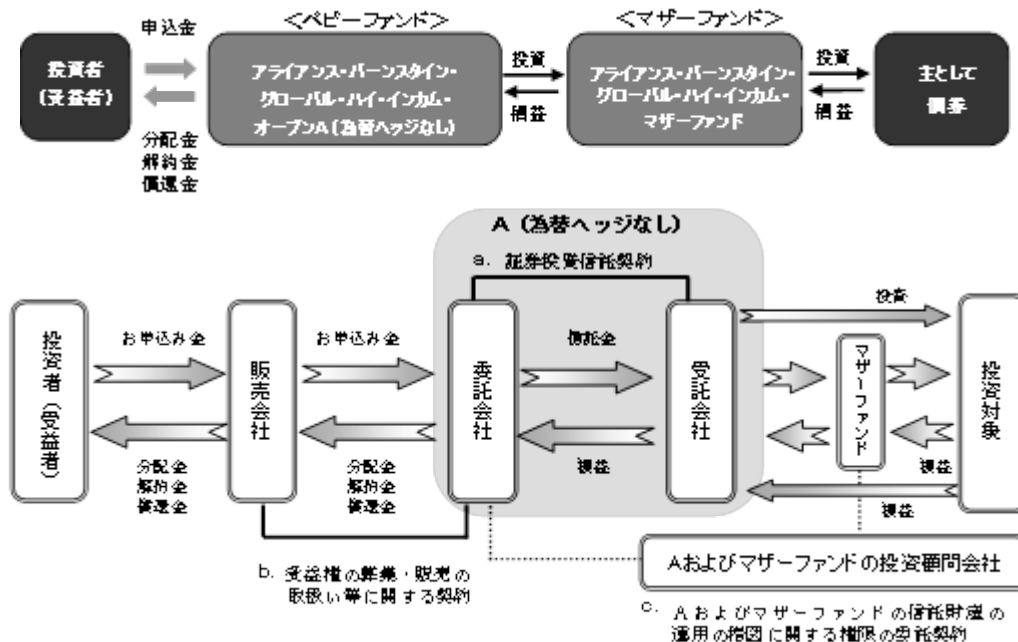 ＜ベビーファンド＞
＜マザーファンド＞
申込金
投資者
(受益者)
アライアンス・バーンスタイン・
グローバル・ハイ・インカム・
オープンA(為替ヘッジなし)
投資
損益
アライアンス・バーンスタイン・
グローバル・ハイ・インカム・
マザーファンド
投資
損益
主として
債券
分配金
解約金
償還金
A（為替ヘッジなし）
a. 証券投資信託契約
投資者（受益者）
お申込み金
分配金
解約金
償還金
販売会社
お申込み金
分配金
解約金
償還金
委託会社
信託金
損益
受託会社
投資
マザーファンド
損益
損益
投資対象
b. 受益権の募集・販売の
取扱い等に関する契約
Aおよびマザーファンドの投資顧問会社
c. Aおよびマザーファンドの信託財産の
運用の指図に関する権限の委託契約